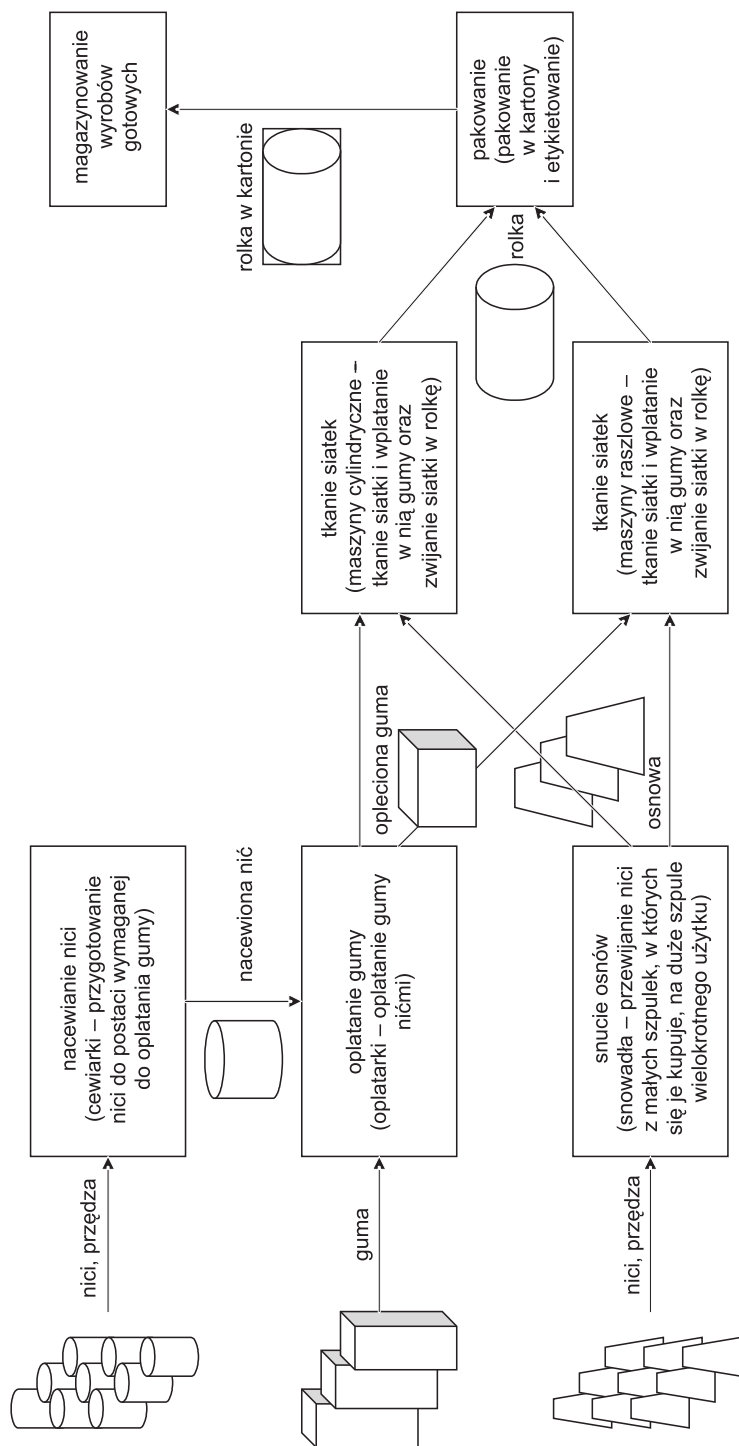 nici, przędza
nacewianie nici
(cewiarki – przygotowanie
nici do postaci wymaganej
do oplatania gumy)
nacewiona nić
guma
oplatanie gumy
(oplatarki – oplatanie gumy
nićmi)
opleciona guma
nici, przędza
snucie osnów
(snowadła – przewijanie nici
z małych szpulek, w których
się je kupuje, na duże szpule
wielokrotnego użytku)
osnowa
tkanie siatek
(maszyny cylindryczne –
tkanie siatki i wplatanie
w nią gumy oraz
zwijanie siatki w rolkę)
tkanie siatek
(maszyny raszlowe –
tkanie siatki i wplatanie
w nią gumy oraz
zwijanie siatki w rolkę)
rolka
pakowanie
(pakowanie
w kartony
i etykietowanie)
rolka w kartonie
magazynowanie
wyrobów
gotowych